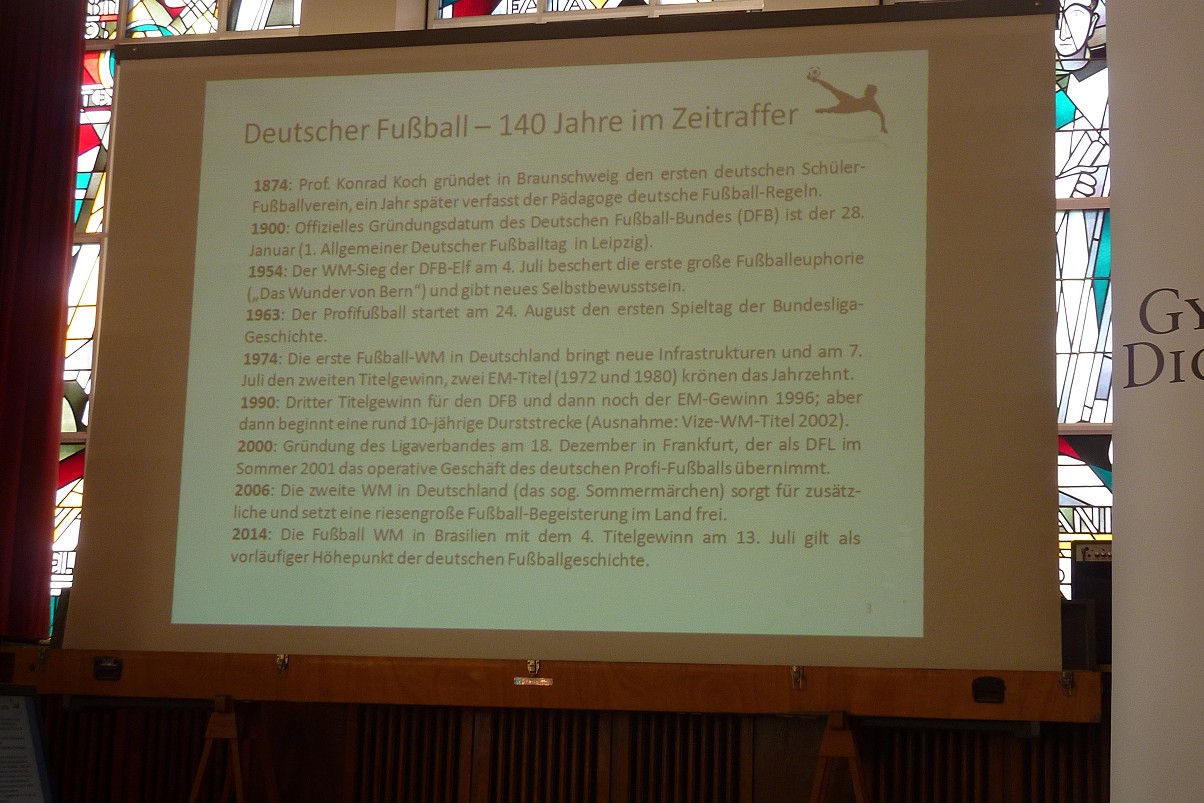 Deutscher Fußball – 140 Jahre im Zeitraffer
1874: Prof. Konrad Koch gründet in Braunschweig den ersten deutschen Schüler-
Fußballverein, ein Jahr später verfasst der Pädagoge deutsche Fußball-Regeln.
1900: Offizielles Gründungsdatum des Deutschen Fußball-Bundes (DFB) ist der 28.
Januar (1. Allgemeiner Deutscher Fußballtag in Leipzig).
1954: Der WM-Sieg der DFB-Elf am 4. Juli beschert die erste große Fußballeuphorie
(„Das Wunder von Bern“) und gibt neues Selbstbewusstsein.
1963: Der Profifußball startet am 24. August den ersten Spieltag der Bundesliga-
Geschichte.
1974: Die erste Fußball-WM in Deutschland bringt neue Infrastrukturen und am 7.
Juli den zweiten Titelgewinn, zwei EM-Titel (1972 und 1980) krönen das Jahrzehnt.
1990: Dritter Titelgewinn für den DFB und dann noch der EM-Gewinn 1996; aber
dann beginnt eine rund 10-jährige Durststrecke (Ausnahme: Vize-WM-Titel 2002).
2000: Gründung des Ligaverbandes am 18. Dezember in Frankfurt, der als DFL im
Sommer 2001 das operative Geschäft des deutschen Profi-Fußballs übernimmt.
2006: Die zweite WM in Deutschland (das sog. Sommermärchen) sorgt für zusätz-
liche und setzt eine riesengroße Fußball-Begeisterung im Land frei.
2014: Die Fußball WM in Brasilien mit dem 4. Titelgewinn am 13. Juli gilt als
vorläufiger Höhepunkt der deutschen Fußballgeschichte.
3
GY
DIO